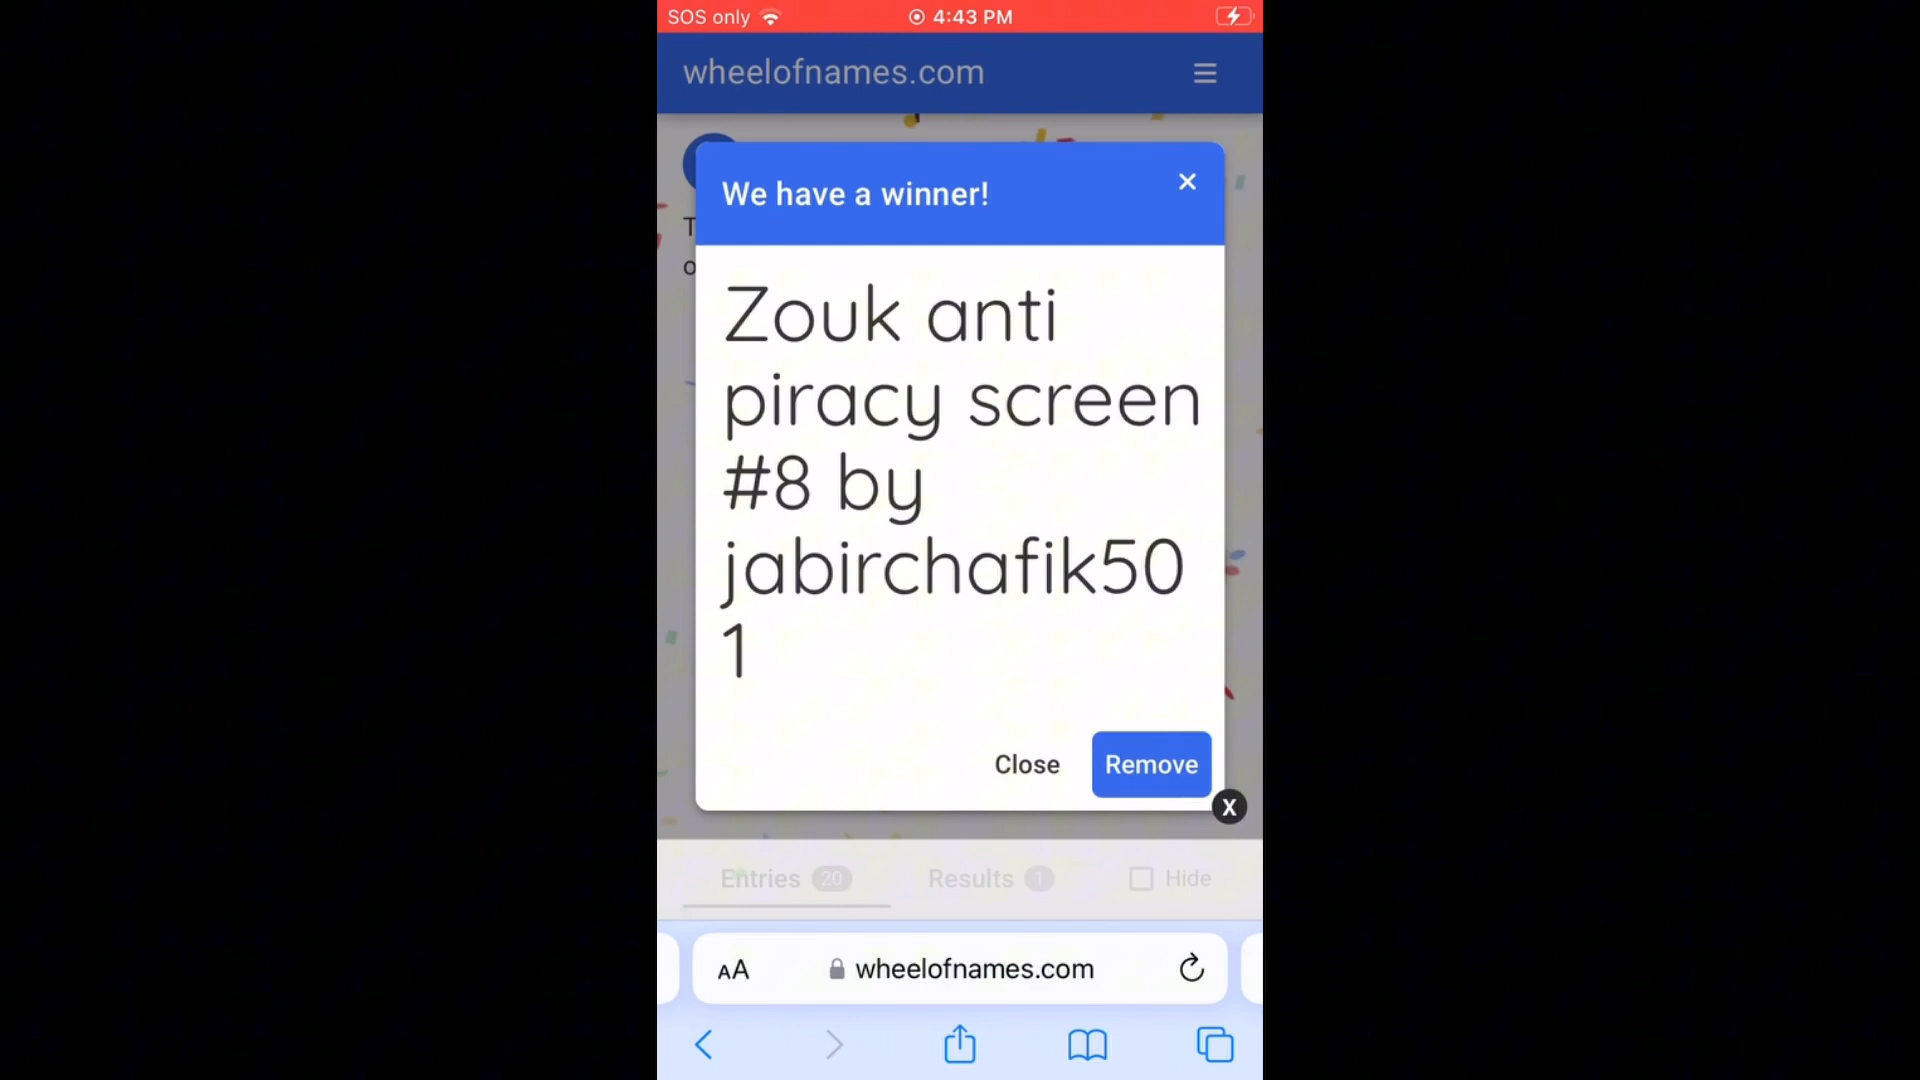 SOS only 4:43 PM
wheelofnames.com
We have a winner!
T
o
Zouk anti
piracy screen
#8 by
jabirchafik50
1
Close Remove
X
Entries 20 Results 1 Hide
AA wheelofnames.com